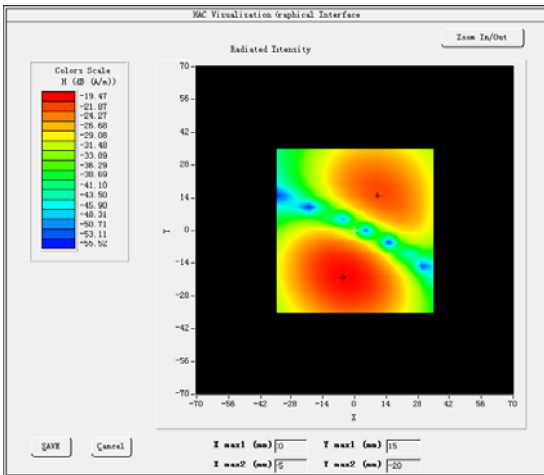 MAC Visualisation Graphical Interface
Zoom In/Out
Radiated Intensity
Colors Scale
H (dB (A/m))
-19.47
-21.87
-24.27
-26.68
-29.08
-31.48
-33.89
-36.29
-38.70
-41.10
-43.50
-45.90
-48.31
-50.71
-53.11
-55.52
70
56
42
28
14
0
-14
-28
-42
-56
-70
Y
-70 -56 -42 -28 -14 0 14 28 42 56 70
X
SAVE Cancel
X max1 (mm) Y max1 (mm) 15
X max2 (mm) -5 Y max2 (mm) -20